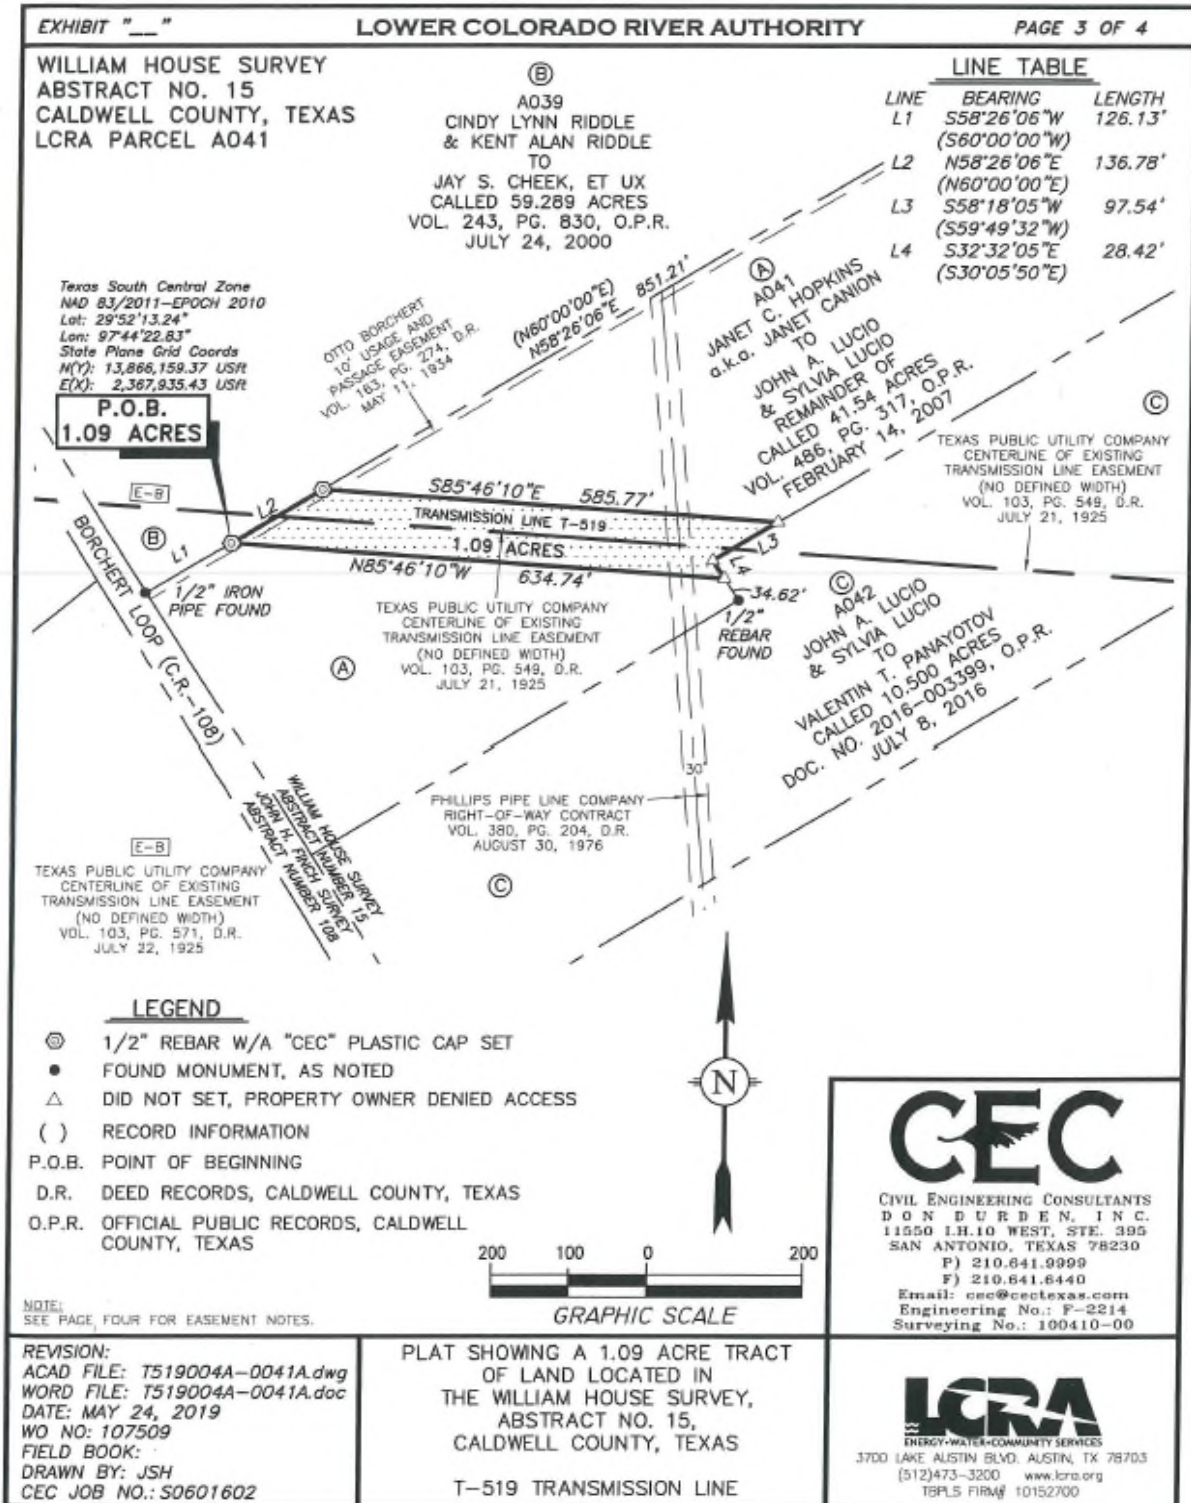 EXHIBIT "__"
LOWER COLORADO RIVER AUTHORITY
PAGE 3 OF 4
WILLIAM HOUSE SURVEY
ABSTRACT NO. 15
CALDWELL COUNTY, TEXAS
LCRA PARCEL A041
B
A039
CINDY LYNN RIDDLE
& KENT ALAN RIDDLE
TO
JAY S. CHEEK, ET UX
CALLED 59.289 ACRES
VOL. 243, PG. 830, O.P.R.
JULY 24, 2000
LINE TABLE
LINE BEARING LENGTH
L1 S58°26'06"W 126.13'
(S60°00'00"W)
L2 N58°26'06"E 136.78'
(N60°00'00"E)
L3 S58°18'05"W 97.54'
(S59°49'32"W)
L4 S32°32'05"E 28.42'
(S30°05'50"E)
Texas South Central Zone
NAD 83/2011-EPOCH 2010
Lat: 29°52'13.24"
Lon: 97°44'22.83"
State Plane Grid Coords
N(Y): 13,866,159.37 USft
E(X): 2,367,935.43 USft
P.O.B.
1.09 ACRES
OTTO BORCHERT
10' USAGE AND
PASSAGE EASEMENT
VOL. 163, PG. 274, D.R.
MAY 11, 1934
(N60°00'00"E)
N58°26'06"E 851.21'
A
A041
JANET C. HOPKINS
a.k.a. JANET CANION
TO
JOHN A. LUCIO
& SYLVIA LUCIO
REMAINDER OF
CALLED 41.54 ACRES
VOL. 486, PG. 317, O.P.R.
FEBRUARY 14, 2007
C
TEXAS PUBLIC UTILITY COMPANY
CENTERLINE OF EXISTING
TRANSMISSION LINE EASEMENT
(NO DEFINED WIDTH)
VOL. 103, PG. 549, D.R.
JULY 21, 1925
E-B
B
L1
L2
S85°46'10"E 585.77'
TRANSMISSION LINE T-519
1.09 ACRES
N85°46'10"W 634.74'
L3
L4
34.62'
1/2"
REBAR
FOUND
1/2" IRON
PIPE FOUND
BORCHERT LOOP (C.R.-108)
TEXAS PUBLIC UTILITY COMPANY
CENTERLINE OF EXISTING
TRANSMISSION LINE EASEMENT
(NO DEFINED WIDTH)
VOL. 103, PG. 549, D.R.
JULY 21, 1925
A
C
A042
JOHN A. LUCIO
& SYLVIA LUCIO
TO
VALENTIN T. PANAYOTOV
CALLED 10.500 ACRES
DOC. NO. 2016-003399, O.P.R.
JULY 8, 2016
30'
WILLIAM HOUSE SURVEY
ABSTRACT NUMBER 15
JOHN H. FINCH SURVEY
ABSTRACT NUMBER 108
PHILLIPS PIPE LINE COMPANY
RIGHT-OF-WAY CONTRACT
VOL. 380, PG. 204, D.R.
AUGUST 30, 1976
C
E-B
TEXAS PUBLIC UTILITY COMPANY
CENTERLINE OF EXISTING
TRANSMISSION LINE EASEMENT
(NO DEFINED WIDTH)
VOL. 103, PG. 571, D.R.
JULY 22, 1925
LEGEND
1/2" REBAR W/A "CEC" PLASTIC CAP SET
FOUND MONUMENT, AS NOTED
DID NOT SET, PROPERTY OWNER DENIED ACCESS
( ) RECORD INFORMATION
P.O.B. POINT OF BEGINNING
D.R. DEED RECORDS, CALDWELL COUNTY, TEXAS
O.P.R. OFFICIAL PUBLIC RECORDS, CALDWELL
COUNTY, TEXAS
NOTE:
SEE PAGE FOUR FOR EASEMENT NOTES.
N
200 100 0 200
GRAPHIC SCALE
CEC
CIVIL ENGINEERING CONSULTANTS
DON DURDEN, INC.
11550 I.H.10 WEST, STE. 395
SAN ANTONIO, TEXAS 78230
P) 210.641.9999
F) 210.641.6440
Email: cec@cectexas.com
Engineering No.: F-2214
Surveying No.: 100410-00
REVISION:
ACAD FILE: T519004A-0041A.dwg
WORD FILE: T519004A-0041A.doc
DATE: MAY 24, 2019
WO NO: 107509
FIELD BOOK:
DRAWN BY: JSH
CEC JOB NO.: S0601602
PLAT SHOWING A 1.09 ACRE TRACT
OF LAND LOCATED IN
THE WILLIAM HOUSE SURVEY,
ABSTRACT NO. 15,
CALDWELL COUNTY, TEXAS
T-519 TRANSMISSION LINE
LCRA
ENERGY•WATER•COMMUNITY SERVICES
3700 LAKE AUSTIN BLVD. AUSTIN, TX 78703
(512)473-3200 www.lcra.org
TBPLS FIRM# 10152700